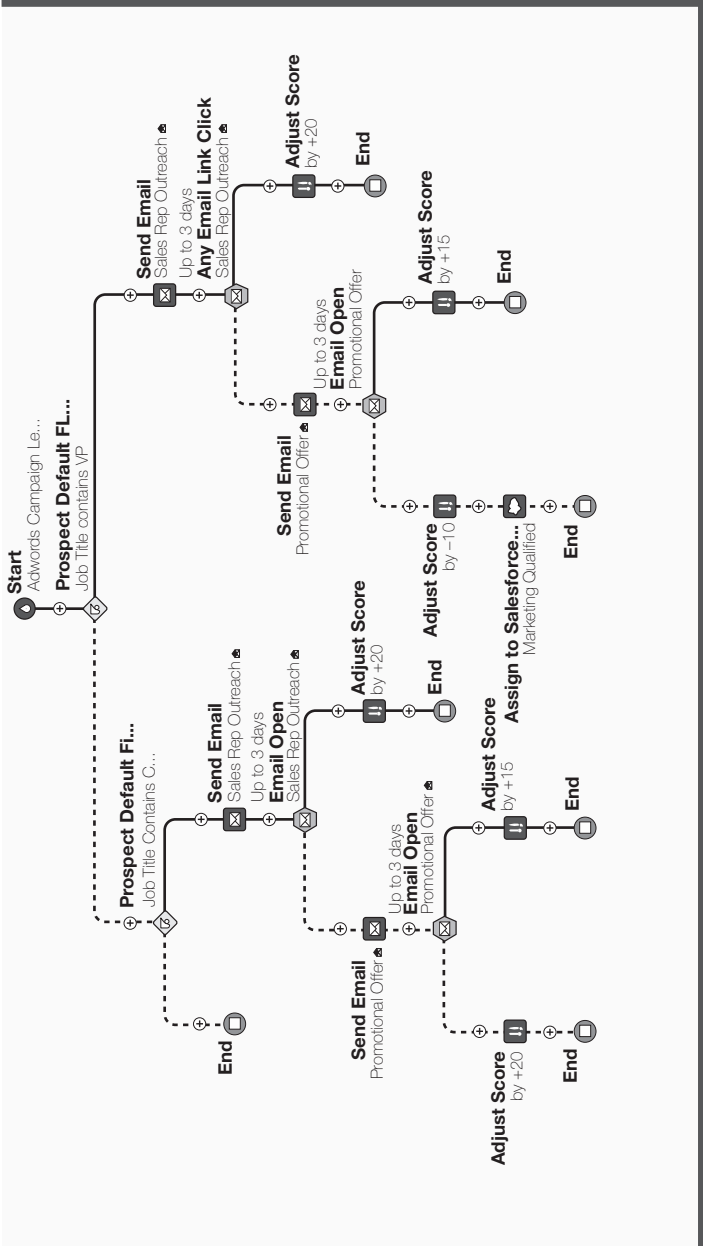 Start
Adwords Campaign Le...
Prospect Default FL...
Job Title contains VP
Prospect Default Fi...
Job Title Contains C...
End
Send Email
Sales Rep Outreach
Up to 3 days
Email Open
Sales Rep Outreach
Adjust Score
by +20
End
Send Email
Promotional Offer
Up to 3 days
Email Open
Promotional Offer
Adjust Score
by +15
End
Adjust Score
by +20
End
Send Email
Sales Rep Outreach
Up to 3 days
Any Email Link Click
Sales Rep Outreach
Adjust Score
by +20
End
Send Email
Promotional Offer
Up to 3 days
Email Open
Promotional Offer
Adjust Score
by +15
End
Adjust Score
by –10
Assign to Salesforce...
Marketing Qualified
End